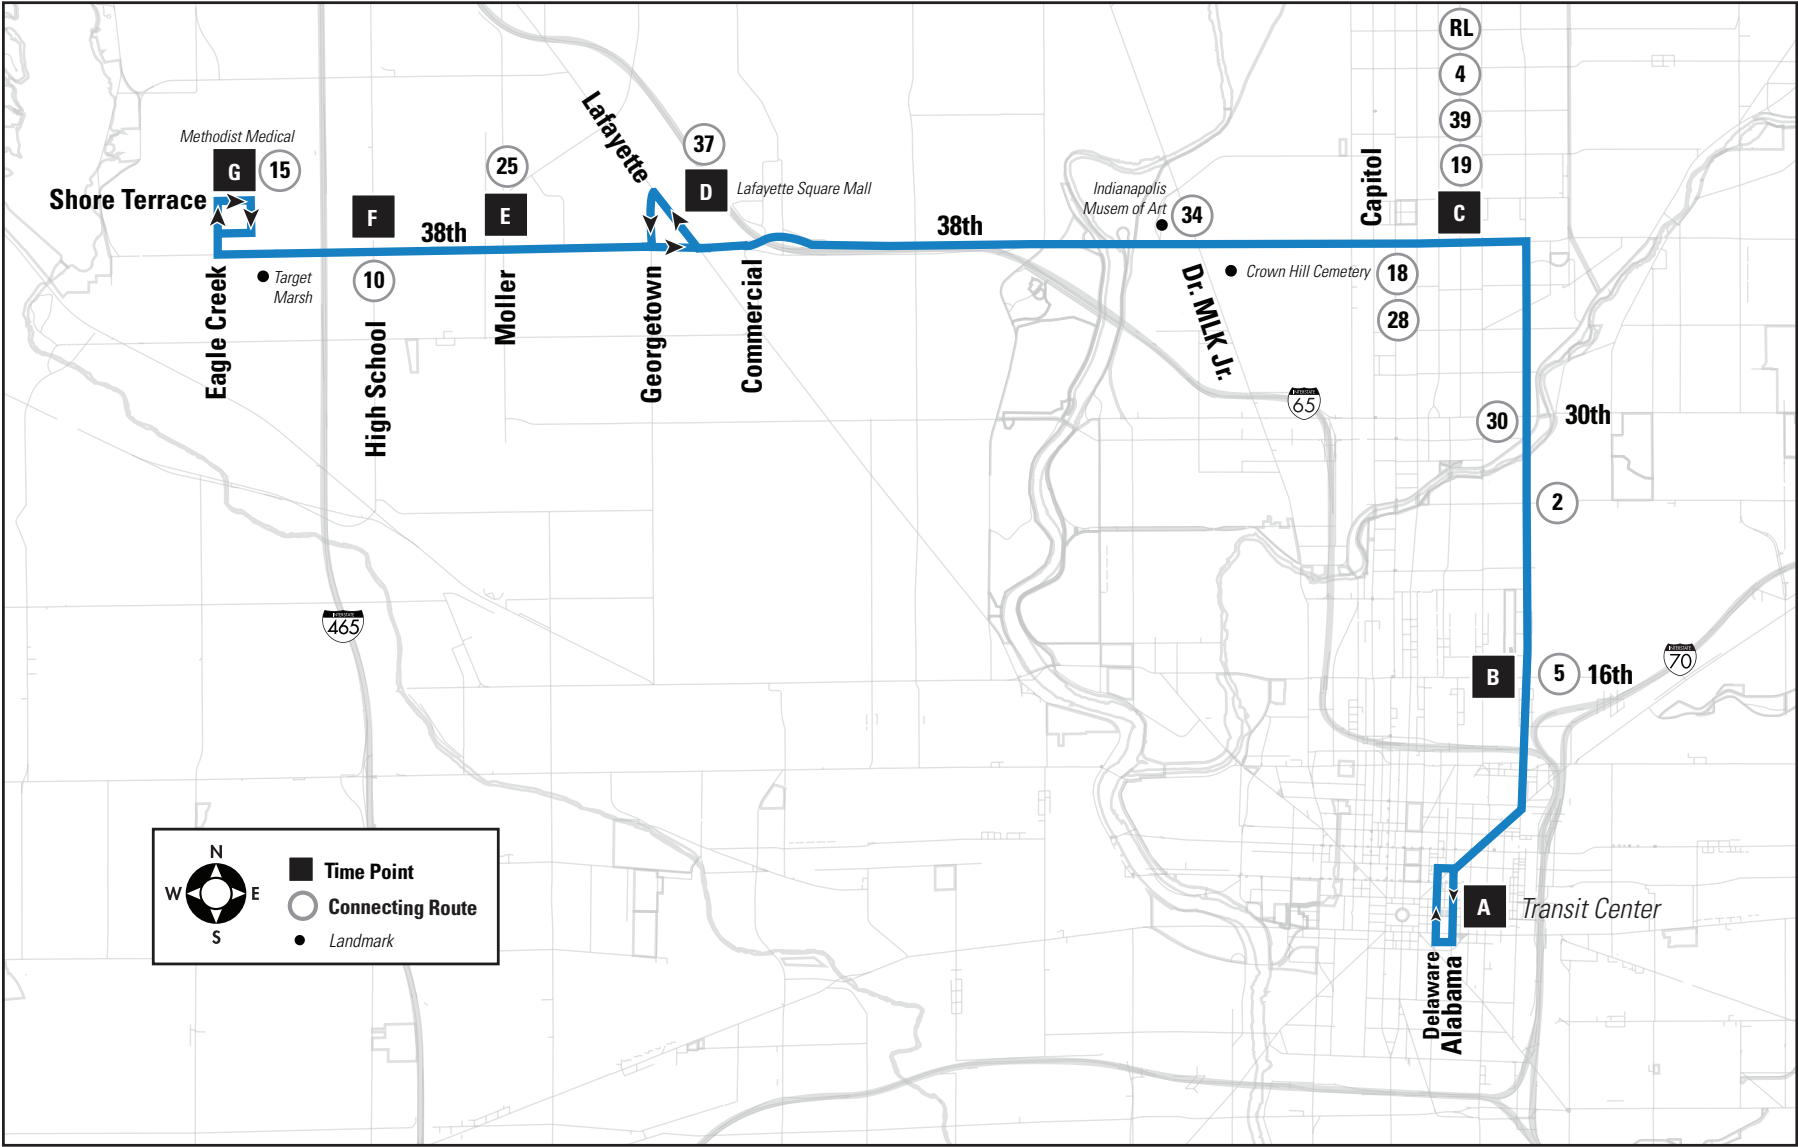 RL
4
39
19
C
Capitol
Lafayette
37
D
Lafayette Square Mall
Methodist Medical
G
15
Shore Terrace
F
25
E
38th
38th
Indianapolis
Musem of Art
34
10
Target
Marsh
Crown Hill Cemetery
18
28
Eagle Creek
High School
Moller
Georgetown
Commercial
Dr. MLK Jr.
INTERSTATE
65
30
30th
2
INTERSTATE
465
B
5
16th
INTERSTATE
70
A
Transit Center
Delaware
Alabama
N
W
E
S
Time Point
Connecting Route
Landmark